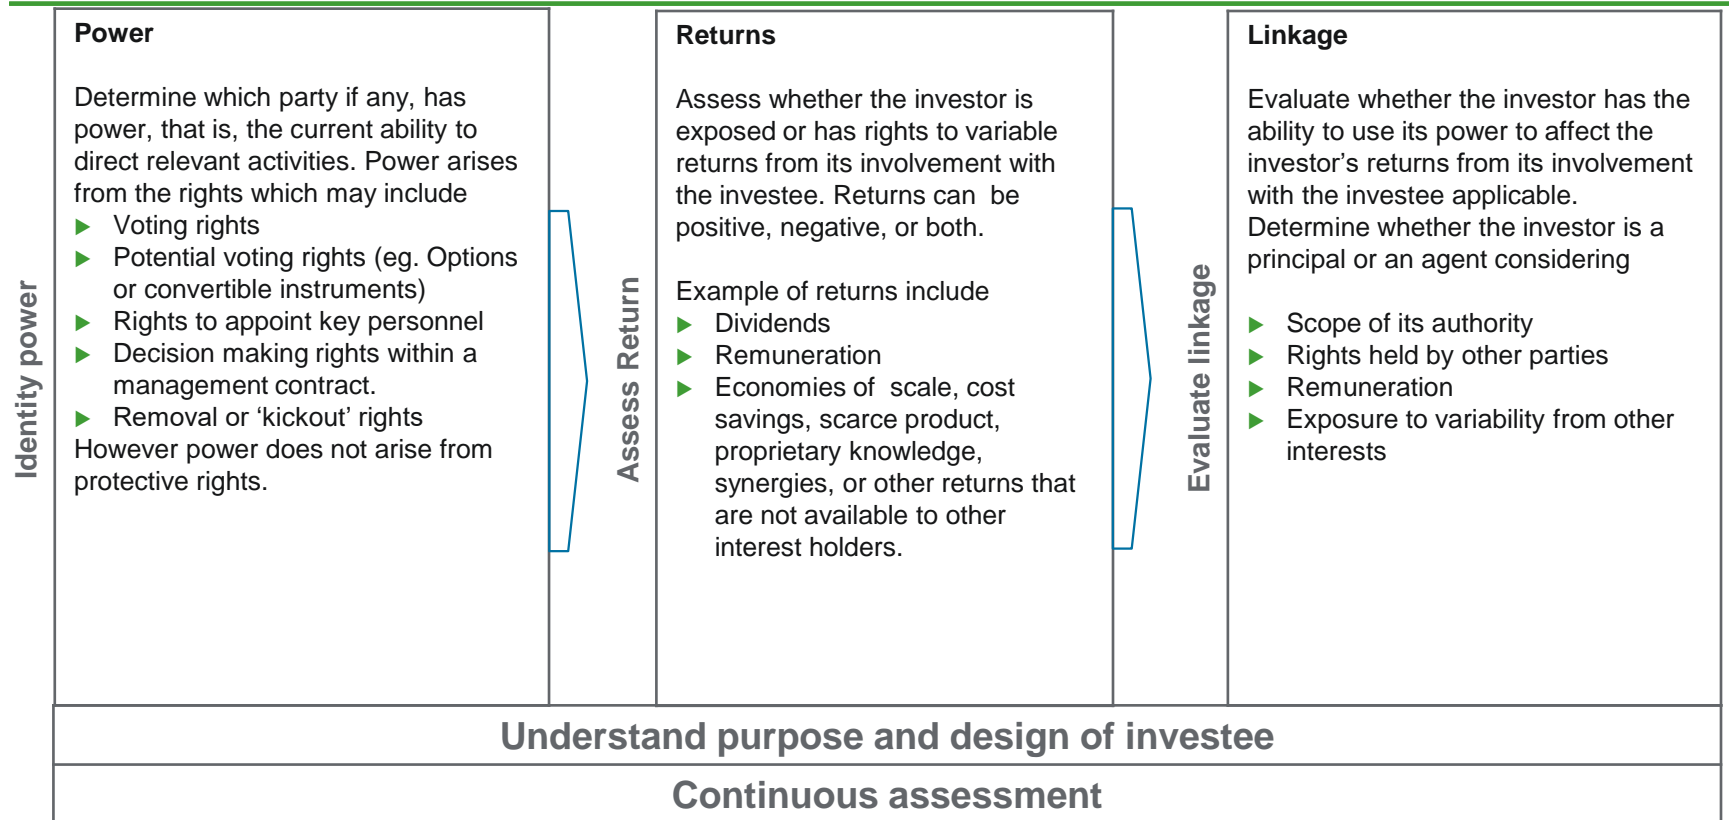 Identity power
Power
Determine which party if any, has
power, that is, the current ability to
direct relevant activities. Power arises
from the rights which may include
Voting rights
Potential voting rights (eg. Options
or convertible instruments)
Rights to appoint key personnel
Decision making rights within a
management contract.
Removal or ‘kickout’ rights
However power does not arise from
protective rights.
Assess Return
Returns
Assess whether the investor is
exposed or has rights to variable
returns from its involvement with
the investee. Returns can be
positive, negative, or both.
Example of returns include
Dividends
Remuneration
Economies of scale, cost
savings, scarce product,
proprietary knowledge,
synergies, or other returns that
are not available to other
interest holders.
Evaluate linkage
Linkage
Evaluate whether the investor has the
ability to use its power to affect the
investor’s returns from its involvement
with the investee applicable.
Determine whether the investor is a
principal or an agent considering
Scope of its authority
Rights held by other parties
Remuneration
Exposure to variability from other
interests
Understand purpose and design of investee
Continuous assessment